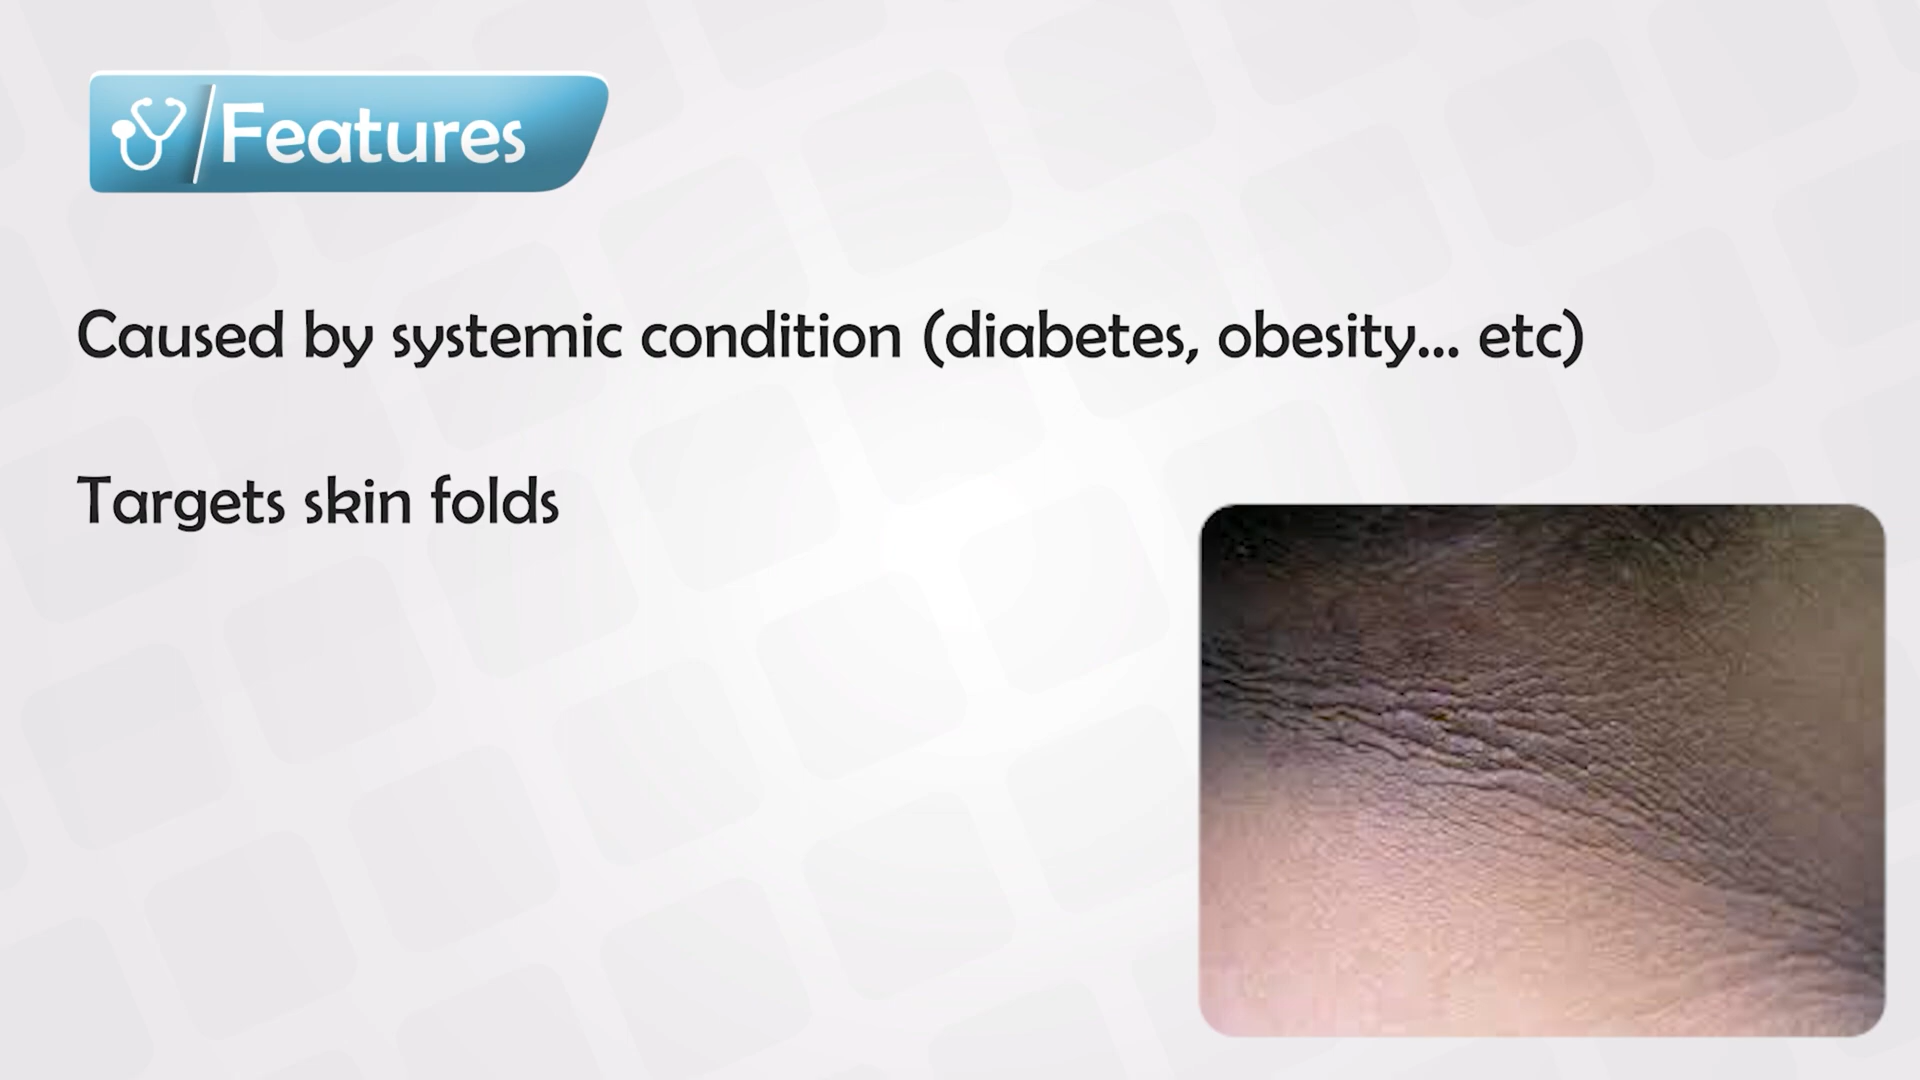 Features
Caused by systemic condition (diabetes, obesity... etc)
Targets skin folds